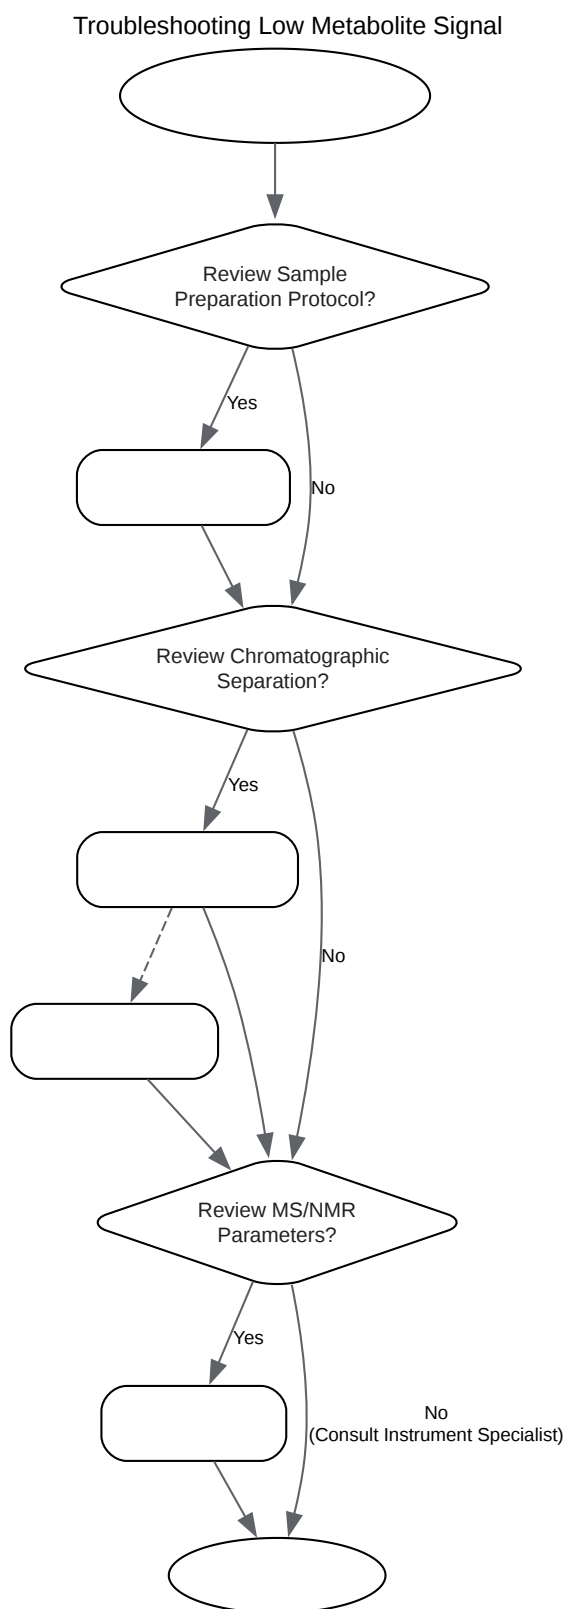 Troubleshooting Low Metabolite Signal
Review Sample
Preparation Protocol?
Yes
No
Review Chromatographic
Separation?
Yes
No
Review MS/NMR
Parameters?
Yes
No
(Consult Instrument Specialist)